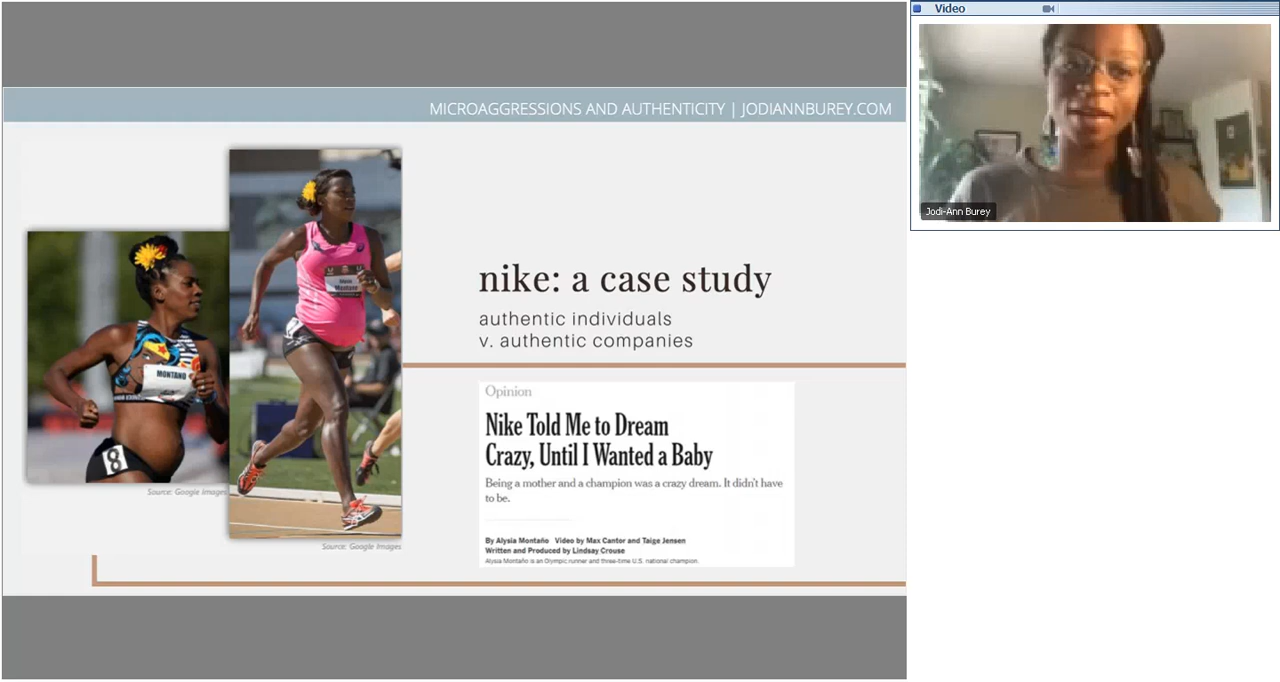 Video
MICROAGGRESSIONS AND AUTHENTICITY | JODIANNBUREY.COM
Jodi-Ann Burey
nike: a case study
authentic individuals
v. authentic companies
MONTAÑO
8
Source: Google Images
Source: Google Images
Opinion
Nike Told Me to Dream
Crazy, Until I Wanted a Baby
Being a mother and a champion was a crazy dream. It didn't have
to be.
By Alysia Montaño Video by Max Cantor and Taige Jensen
Written and Produced by Lindsay Crouse
Alysia Montaño is an Olympic runner and three-time U.S. national champion.